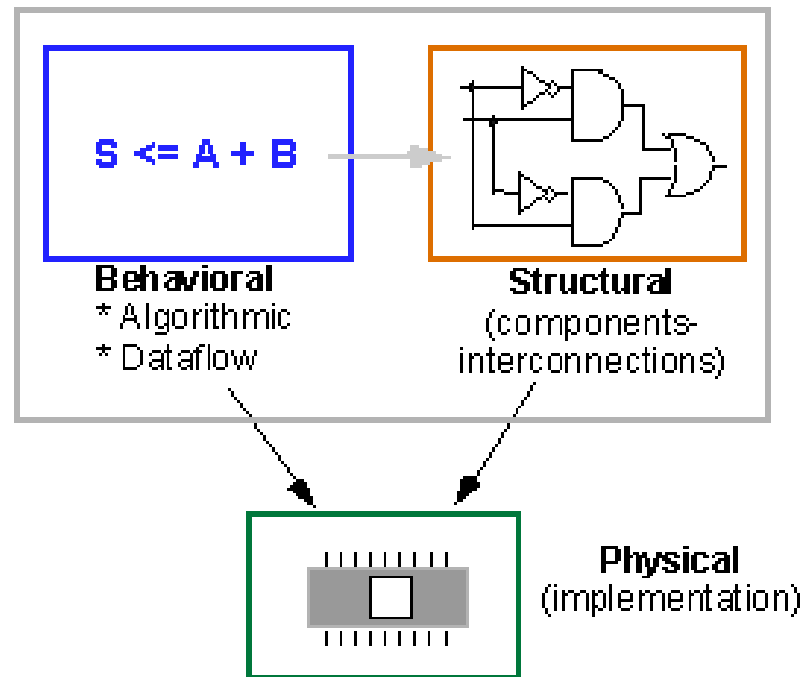 S <= A + B
Behavioral
* Algorithmic
* Dataflow
Structural
(components-
interconnections)
Physical
(implementation)